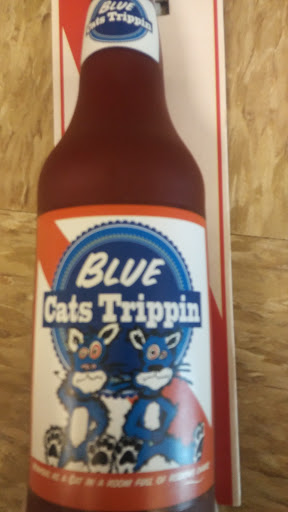 BLUE
Cats Trippin
BLUE
Cats Trippin
AS A CAT IN A ROOM FULL OF